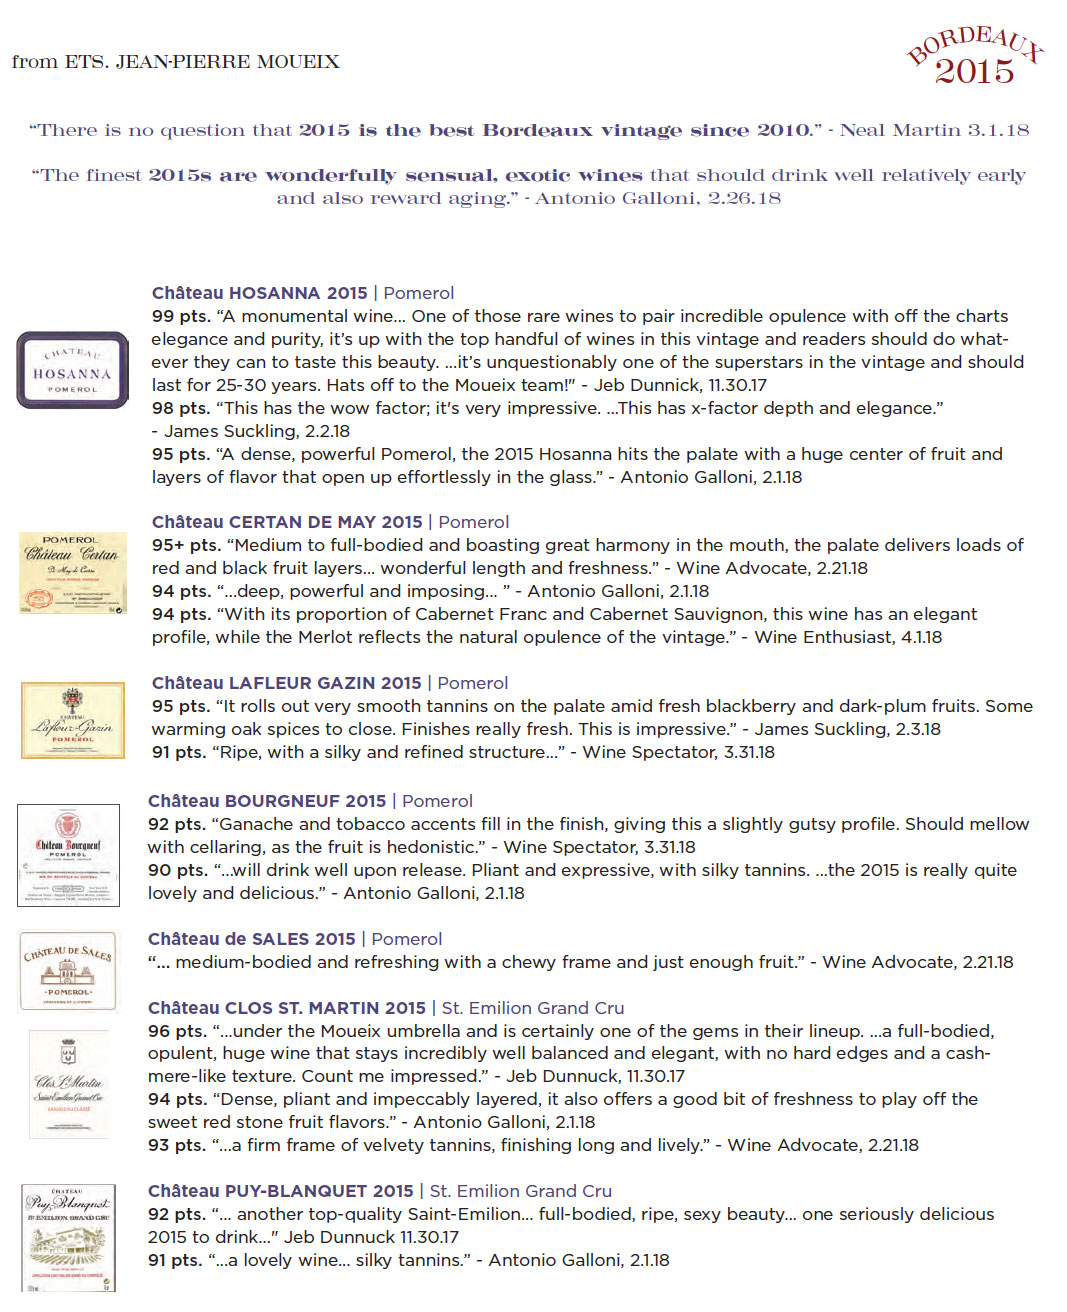 from ETS. JEAN-PIERRE MOUEIX
BORDEAUX
2015
“There is no question that 2015 is the best Bordeaux vintage since 2010.” - Neal Martin 3.1.18
“The finest 2015s are wonderfully sensual, exotic wines that should drink well relatively early
and also reward aging.” - Antonio Galloni, 2.26.18
CHATEAU
HOSANNA
POMEROL
Château HOSANNA 2015 | Pomerol
99 pts. “A monumental wine... One of those rare wines to pair incredible opulence with off the charts
elegance and purity, it’s up with the top handful of wines in this vintage and readers should do what-
ever they can to taste this beauty. ...it’s unquestionably one of the superstars in the vintage and should
last for 25-30 years. Hats off to the Moueix team!" - Jeb Dunnick, 11.30.17
98 pts. “This has the wow factor; it's very impressive. ...This has x-factor depth and elegance.”
- James Suckling, 2.2.18
95 pts. “A dense, powerful Pomerol, the 2015 Hosanna hits the palate with a huge center of fruit and
layers of flavor that open up effortlessly in the glass.” - Antonio Galloni, 2.1.18
POMEROL
Château Certan
De May de Certan
Château CERTAN DE MAY 2015 | Pomerol
95+ pts. “Medium to full-bodied and boasting great harmony in the mouth, the palate delivers loads of
red and black fruit layers... wonderful length and freshness.” - Wine Advocate, 2.21.18
94 pts. “...deep, powerful and imposing... ” - Antonio Galloni, 2.1.18
94 pts. “With its proportion of Cabernet Franc and Cabernet Sauvignon, this wine has an elegant
profile, while the Merlot reflects the natural opulence of the vintage.” - Wine Enthusiast, 4.1.18
CHATEAU
Lafleur-Gazin
POMEROL
Château LAFLEUR GAZIN 2015 | Pomerol
95 pts. “It rolls out very smooth tannins on the palate amid fresh blackberry and dark-plum fruits. Some
warming oak spices to close. Finishes really fresh. This is impressive.” - James Suckling, 2.3.18
91 pts. “Ripe, with a silky and refined structure...” - Wine Spectator, 3.31.18
Château Bourgneuf
POMEROL
Château BOURGNEUF 2015 | Pomerol
92 pts. “Ganache and tobacco accents fill in the finish, giving this a slightly gutsy profile. Should mellow
with cellaring, as the fruit is hedonistic.” - Wine Spectator, 3.31.18
90 pts. “...will drink well upon release. Pliant and expressive, with silky tannins. ...the 2015 is really quite
lovely and delicious.” - Antonio Galloni, 2.1.18
CHÂTEAU DE SALES
POMEROL
Château de SALES 2015 | Pomerol
“... medium-bodied and refreshing with a chewy frame and just enough fruit.” - Wine Advocate, 2.21.18
Clos St Martin
Saint-Emilion Grand Cru
GRAND CRU CLASSÉ
Château CLOS ST. MARTIN 2015 | St. Emilion Grand Cru
96 pts. “...under the Moueix umbrella and is certainly one of the gems in their lineup. ...a full-bodied,
opulent, huge wine that stays incredibly well balanced and elegant, with no hard edges and a cash-
mere-like texture. Count me impressed.” - Jeb Dunnuck, 11.30.17
94 pts. “Dense, pliant and impeccably layered, it also offers a good bit of freshness to play off the
sweet red stone fruit flavors.” - Antonio Galloni, 2.1.18
93 pts. “...a firm frame of velvety tannins, finishing long and lively.” - Wine Advocate, 2.21.18
CHATEAU
Puy-Blanquet
ST EMILION GRAND CRU
Château PUY-BLANQUET 2015 | St. Emilion Grand Cru
92 pts. “... another top-quality Saint-Emilion... full-bodied, ripe, sexy beauty... one seriously delicious
2015 to drink..." Jeb Dunnuck 11.30.17
91 pts. “...a lovely wine... silky tannins.” - Antonio Galloni, 2.1.18